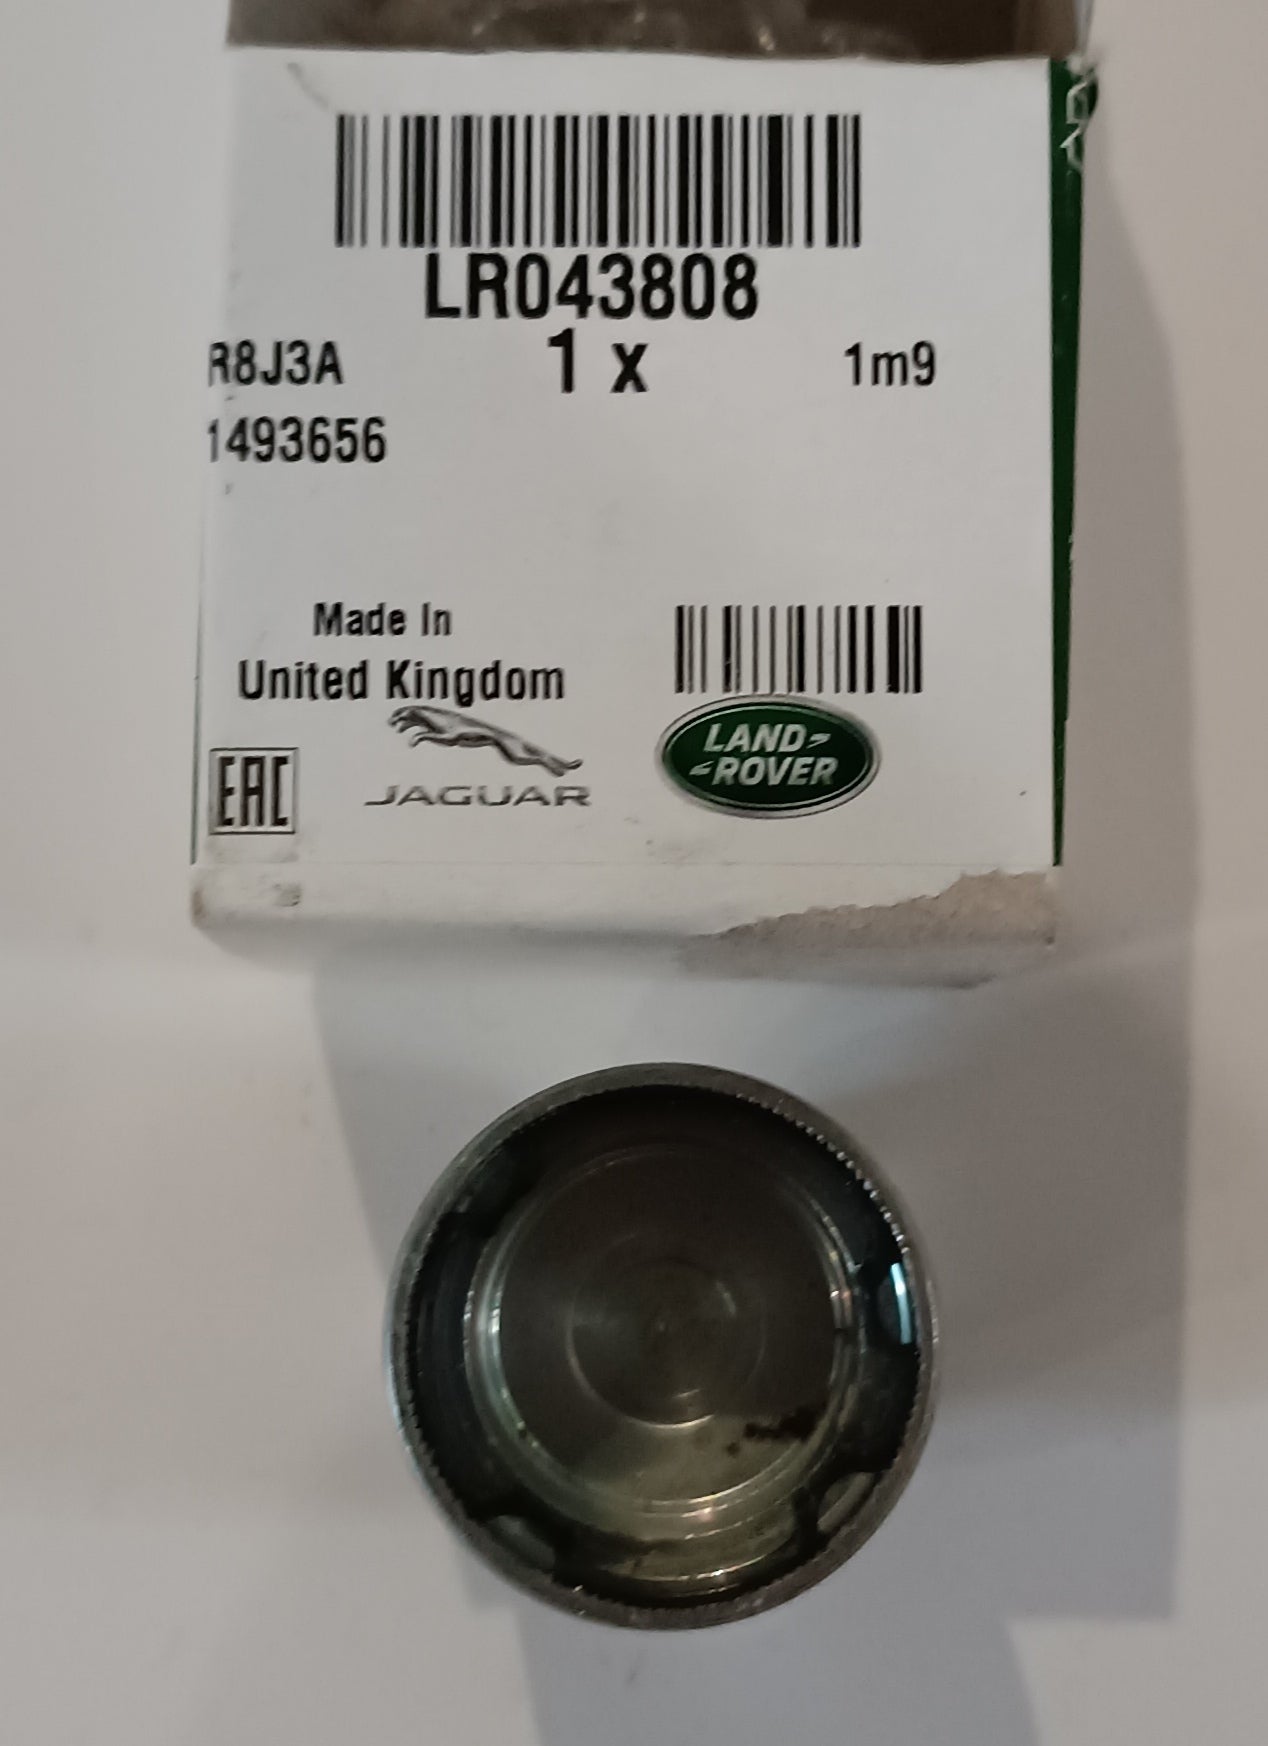 LR043808
R8J3A 1 x 1m9
1493656
Made In
United Kingdom
JAGUAR
LAND-
-ROVER
EAC